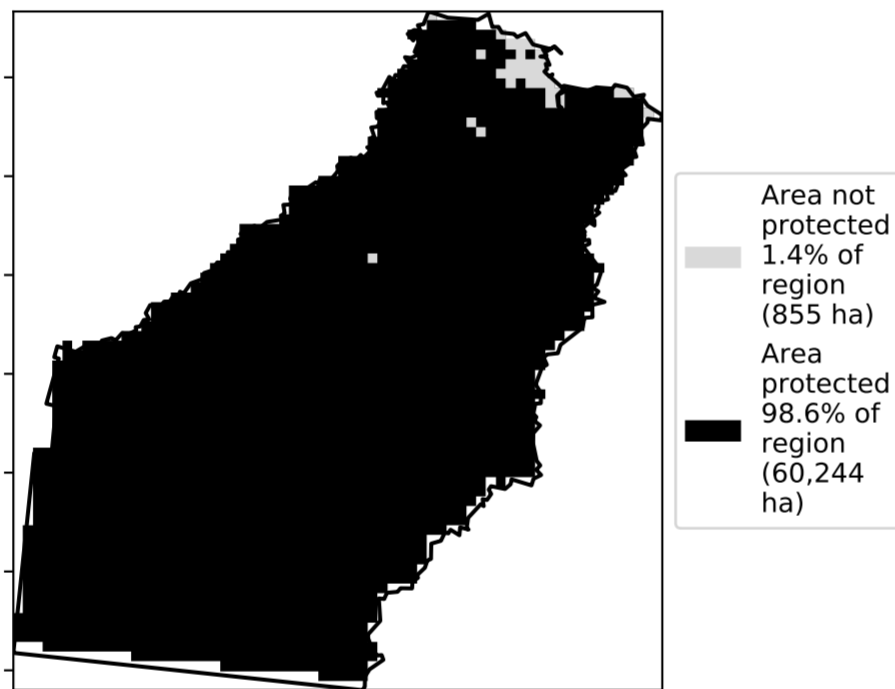 Area not
protected
1.4% of
region
(855 ha)
Area
protected
98.6% of
region
(60,244
ha)